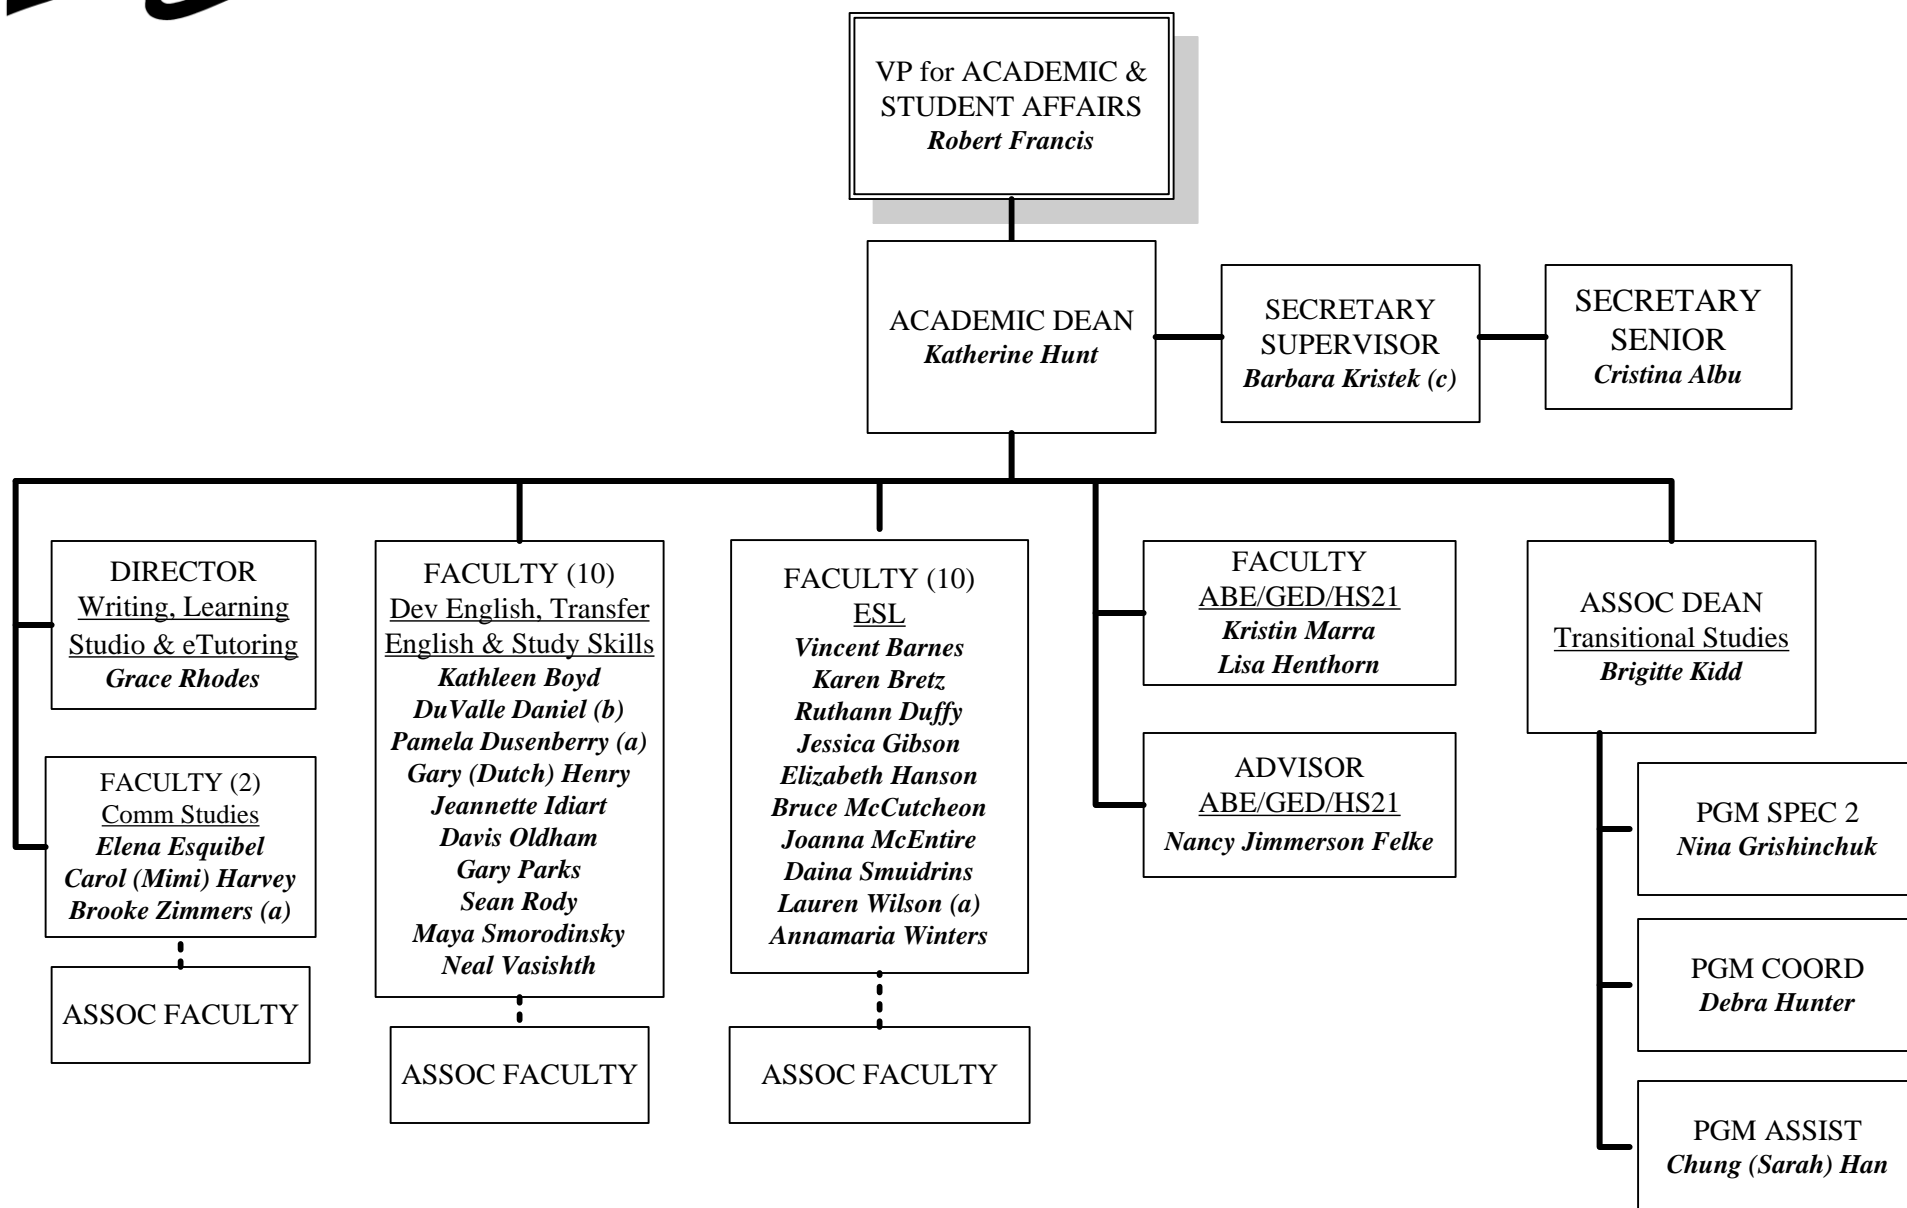 VP for ACADEMIC &
STUDENT AFFAIRS
Robert Francis
ACADEMIC DEAN
Katherine Hunt
SECRETARY
SUPERVISOR
Barbara Kristek (c)
SECRETARY
SENIOR
Cristina Albu
DIRECTOR
Writing, Learning
Studio & eTutoring
Grace Rhodes
FACULTY (2)
Comm Studies
Elena Esquibel
Carol (Mimi) Harvey
Brooke Zimmers (a)
ASSOC FACULTY
FACULTY (10)
Dev English, Transfer
English & Study Skills
Kathleen Boyd
DuValle Daniel (b)
Pamela Dusenberry (a)
Gary (Dutch) Henry
Jeannette Idiart
Davis Oldham
Gary Parks
Sean Rody
Maya Smorodinsky
Neal Vasishth
ASSOC FACULTY
FACULTY (10)
ESL
Vincent Barnes
Karen Bretz
Ruthann Duffy
Jessica Gibson
Elizabeth Hanson
Bruce McCutcheon
Joanna McEntire
Daina Smuidrins
Lauren Wilson (a)
Annamaria Winters
ASSOC FACULTY
FACULTY
ABE/GED/HS21
Kristin Marra
Lisa Henthorn
ADVISOR
ABE/GED/HS21
Nancy Jimmerson Felke
ASSOC DEAN
Transitional Studies
Brigitte Kidd
PGM SPEC 2
Nina Grishinchuk
PGM COORD
Debra Hunter
PGM ASSIST
Chung (Sarah) Han